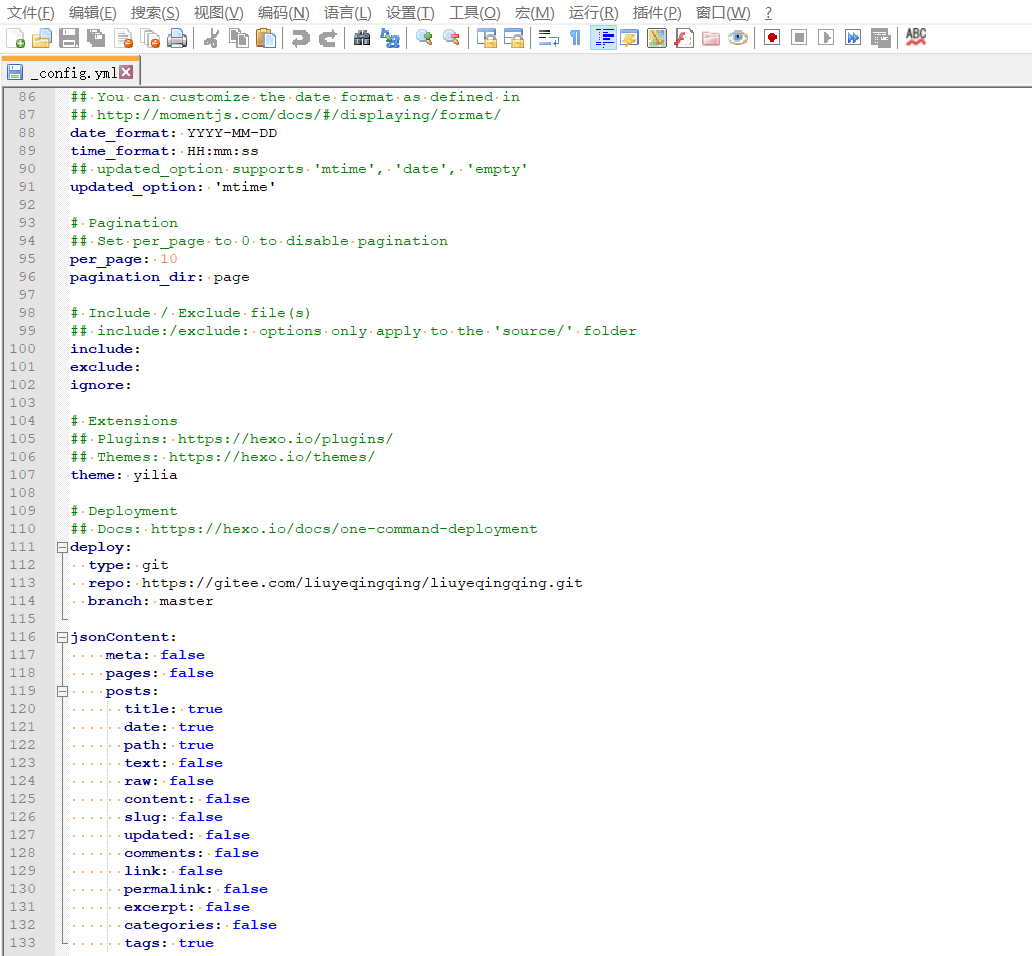 文件(F) 编辑(E) 搜索(S) 视图(V) 编码(N) 语言(L) 设置(T) 工具(O) 宏(M) 运行(R) 插件(P) 窗口(W) ?
ABC
_config.yml
86 ## You can customize the date format as defined in
87 ## http://momentjs.com/docs/#/displaying/format/
88 date_format: YYYY-MM-DD
89 time_format: HH:mm:ss
90 ## updated_option supports 'mtime', 'date', 'empty'
91 updated_option: 'mtime'
92
93 # Pagination
94 ## Set per_page to 0 to disable pagination
95 per_page: 10
96 pagination_dir: page
97
98 # Include / Exclude file(s)
99 ## include:/exclude: options only apply to the 'source/' folder
100 include:
101 exclude:
102 ignore:
103
104 # Extensions
105 ## Plugins: https://hexo.io/plugins/
106 ## Themes: https://hexo.io/themes/
107 theme: yilia
108
109 # Deployment
110 ## Docs: https://hexo.io/docs/one-command-deployment
111 deploy:
112   type: git
113   repo: https://gitee.com/liuyeqingqing/liuyeqingqing.git
114   branch: master
115
116 jsonContent:
117     meta: false
118     pages: false
119     posts:
120       title: true
121       date: true
122       path: true
123       text: false
124       raw: false
125       content: false
126       slug: false
127       updated: false
128       comments: false
129       link: false
130       permalink: false
131       excerpt: false
132       categories: false
133       tags: true